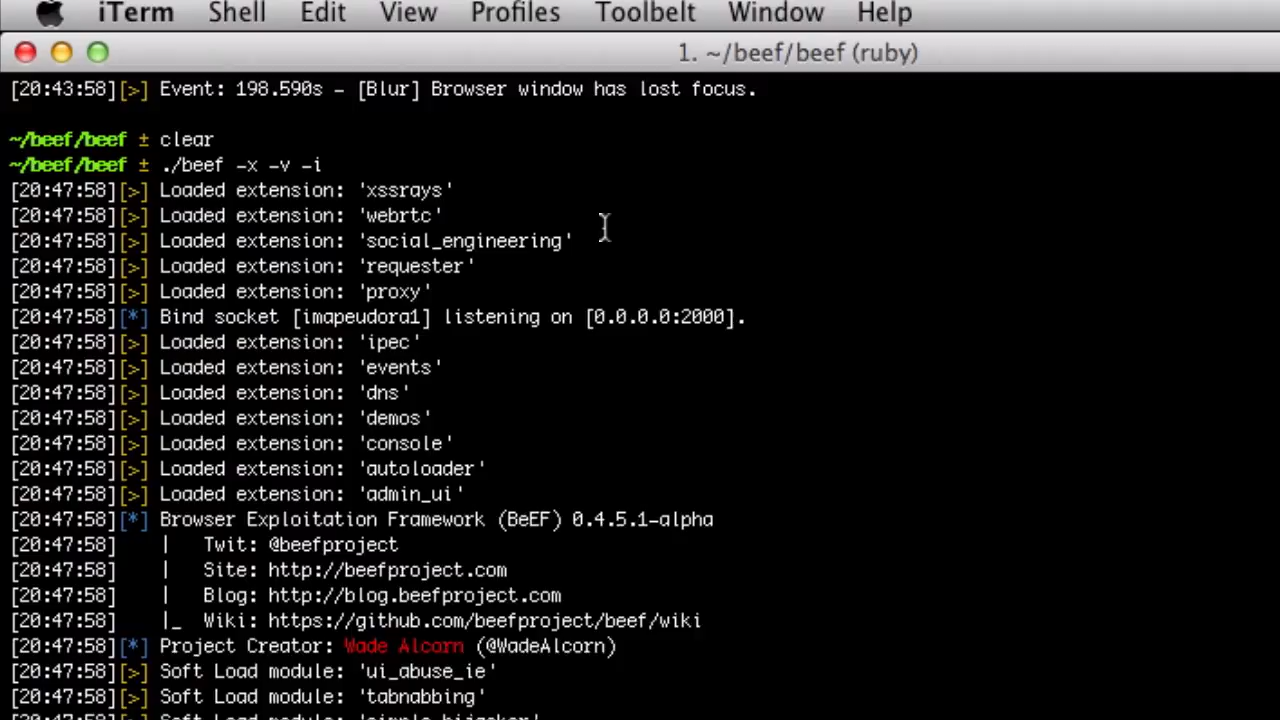 iTerm Shell Edit View Profiles Toolbelt Window Help
1. ~/beef/beef (ruby)
[20:43:58][>] Event: 198.590s - [Blur] Browser window has lost focus.
~/beef/beef ± clear
~/beef/beef ± ./beef -x -v -i
[20:47:58][>] Loaded extension: 'xssrays'
[20:47:58][>] Loaded extension: 'webrtc'
[20:47:58][>] Loaded extension: 'social_engineering'
[20:47:58][>] Loaded extension: 'requester'
[20:47:58][>] Loaded extension: 'proxy'
[20:47:58][*] Bind socket [imapeudora1] listening on [0.0.0.0:2000].
[20:47:58][>] Loaded extension: 'ipec'
[20:47:58][>] Loaded extension: 'events'
[20:47:58][>] Loaded extension: 'dns'
[20:47:58][>] Loaded extension: 'demos'
[20:47:58][>] Loaded extension: 'console'
[20:47:58][>] Loaded extension: 'autoloader'
[20:47:58][>] Loaded extension: 'admin_ui'
[20:47:58][*] Browser Exploitation Framework (BeEF) 0.4.5.1-alpha
[20:47:58] | Twit: @beefproject
[20:47:58] | Site: http://beefproject.com
[20:47:58] | Blog: http://blog.beefproject.com
[20:47:58] |_ Wiki: https://github.com/beefproject/beef/wiki
[20:47:58][*] Project Creator: Wade Alcorn (@WadeAlcorn)
[20:47:58][>] Soft Load module: 'ui_abuse_ie'
[20:47:58][>] Soft Load module: 'tabnabbing'
[20:47:58][>] Soft Load module: 'simple_hijacker'